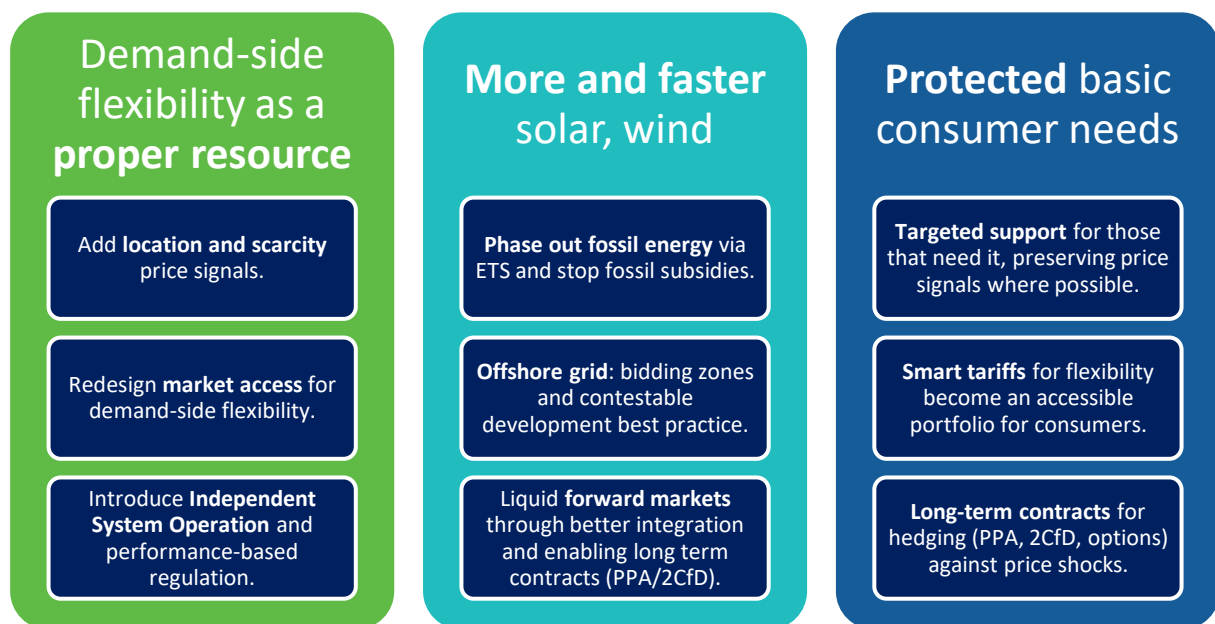 Demand-side
flexibility as a
proper resource
Add location and scarcity
price signals.
Redesign market access for
demand-side flexibility.
Introduce Independent
System Operation and
performance-based
regulation.
More and faster
solar, wind
Phase out fossil energy via
ETS and stop fossil subsidies.
Offshore grid: bidding zones
and contestable
development best practice.
Liquid forward markets
through better integration
and enabling long term
contracts (PPA/2CfD).
Protected basic
consumer needs
Targeted support for those
that need it, preserving price
signals where possible.
Smart tariffs for flexibility
become an accessible
portfolio for consumers.
Long-term contracts for
hedging (PPA, 2CfD, options)
against price shocks.